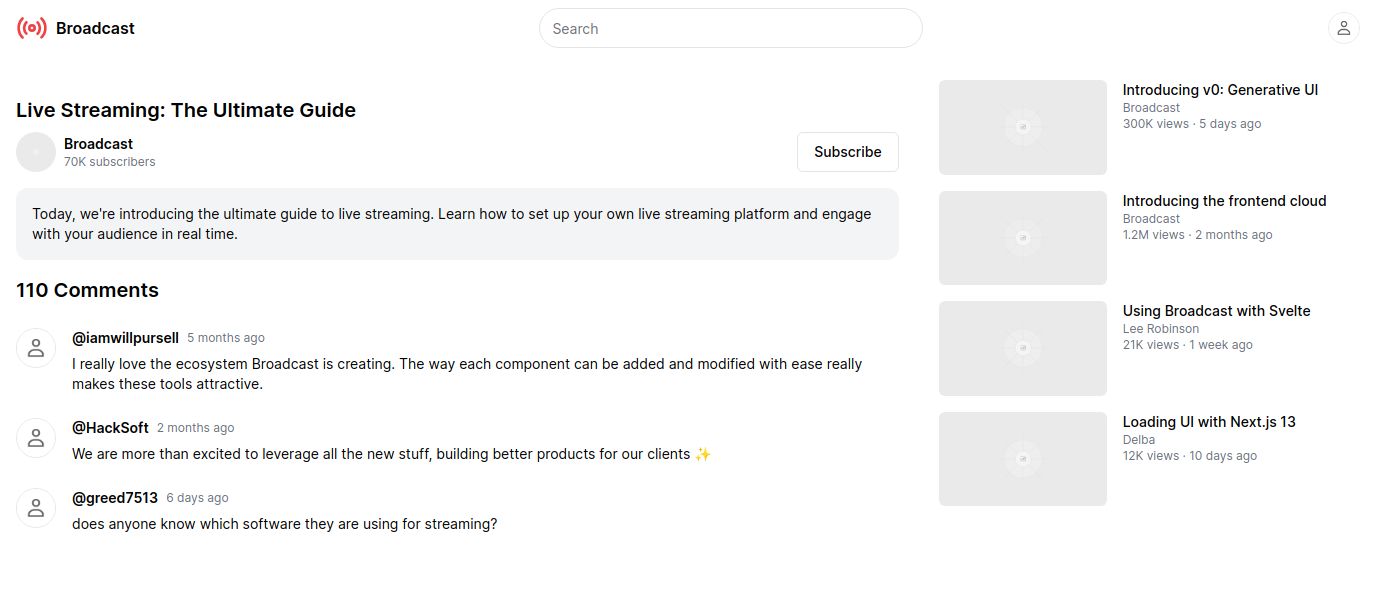 Broadcast
Search
Live Streaming: The Ultimate Guide
Broadcast
70K subscribers
Subscribe
Today, we're introducing the ultimate guide to live streaming. Learn how to set up your own live streaming platform and engage
with your audience in real time.
110 Comments
@iamwillpursell 5 months ago
I really love the ecosystem Broadcast is creating. The way each component can be added and modified with ease really
makes these tools attractive.
@HackSoft 2 months ago
We are more than excited to leverage all the new stuff, building better products for our clients ✨
@greed7513 6 days ago
does anyone know which software they are using for streaming?
Introducing v0: Generative UI
Broadcast
300K views · 5 days ago
Introducing the frontend cloud
Broadcast
1.2M views · 2 months ago
Using Broadcast with Svelte
Lee Robinson
21K views · 1 week ago
Loading UI with Next.js 13
Delba
12K views · 10 days ago